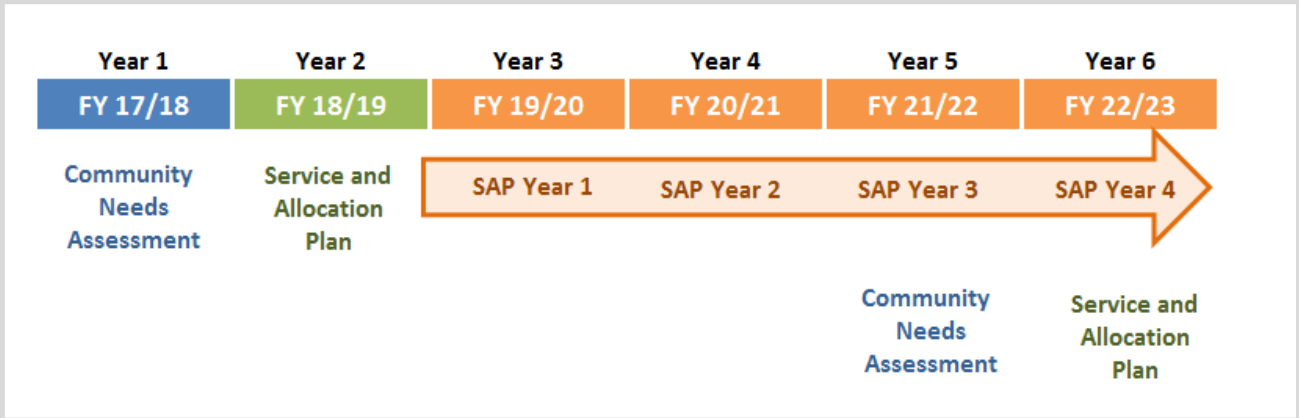 Year 1 Year 2 Year 3 Year 4 Year 5 Year 6
FY 17/18 FY 18/19 FY 19/20 FY 20/21 FY 21/22 FY 22/23
Community
Needs
Assessment
Service and
Allocation
Plan
SAP Year 1 SAP Year 2 SAP Year 3 SAP Year 4
Community
Needs
Assessment
Service and
Allocation
Plan